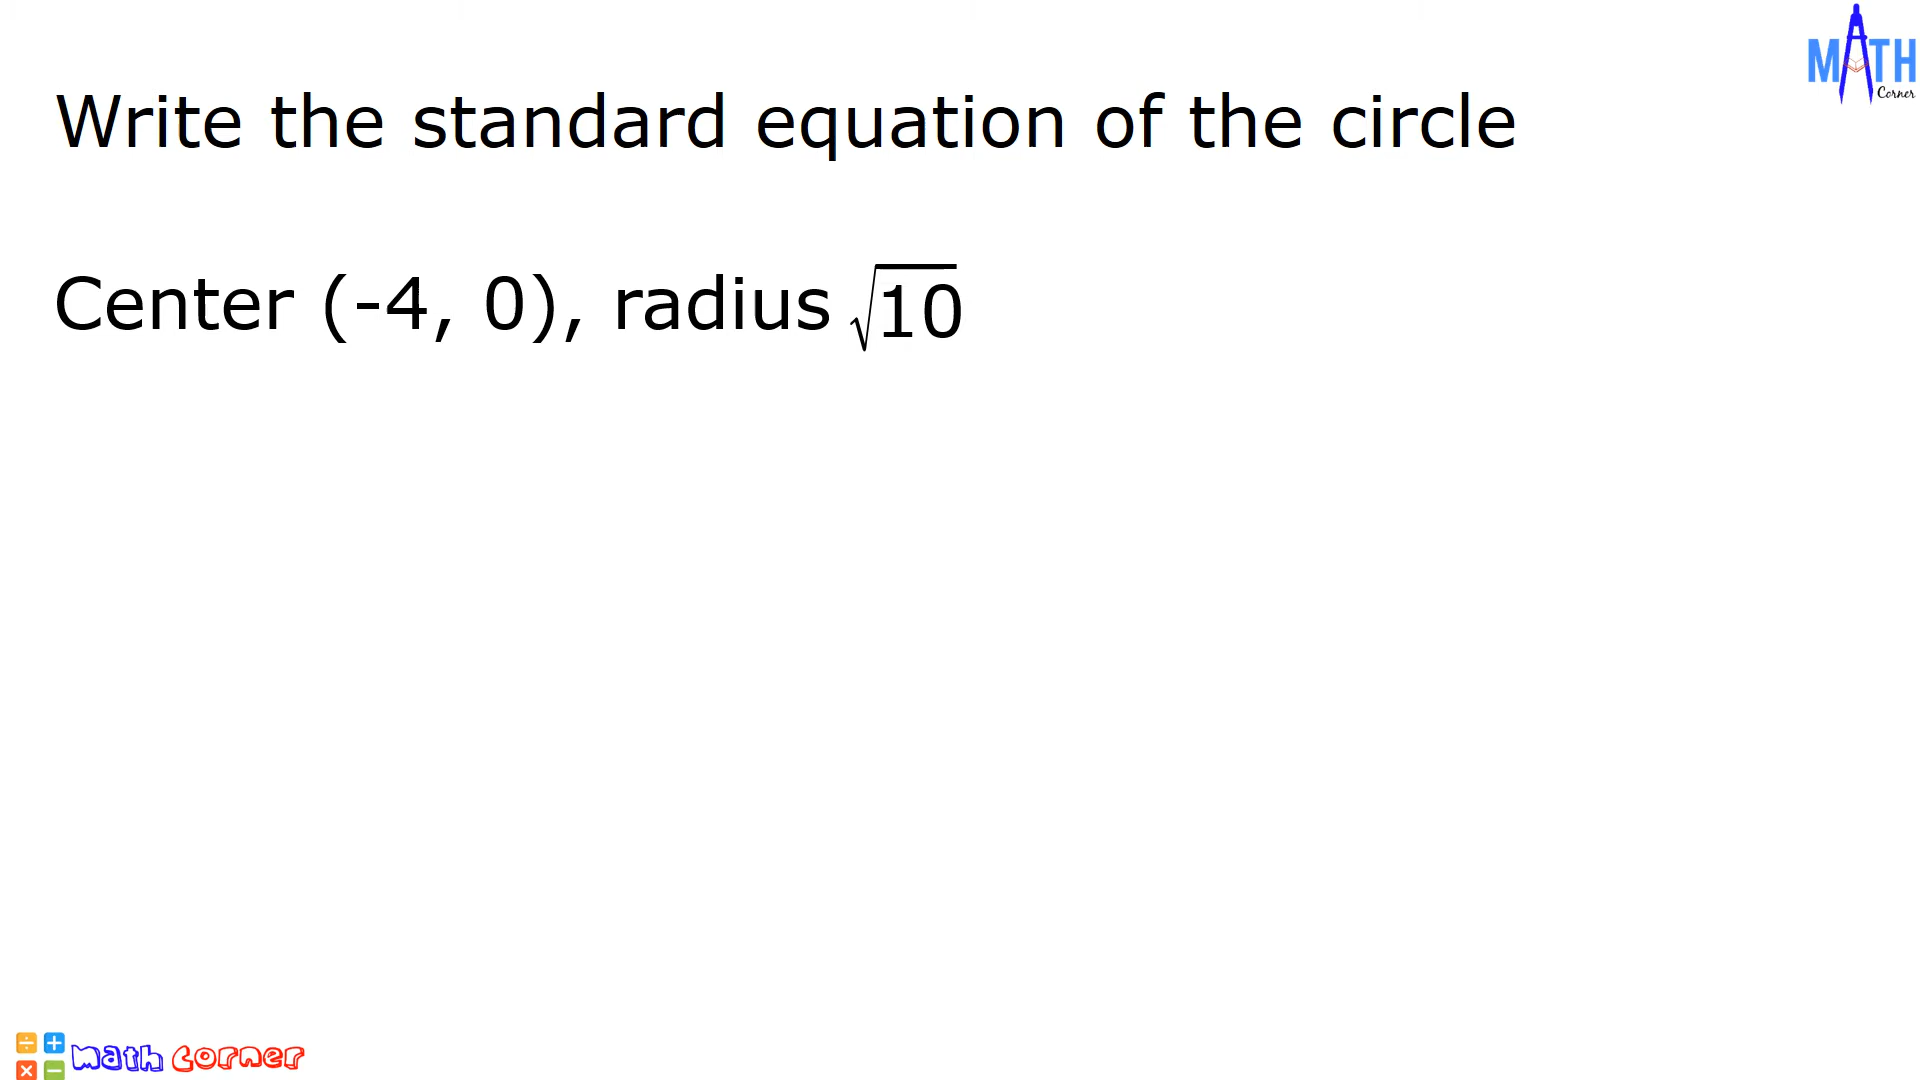 MATH
Corner
Write the standard equation of the circle
Center (-4, 0), radius √10
÷ +
× −
math corner